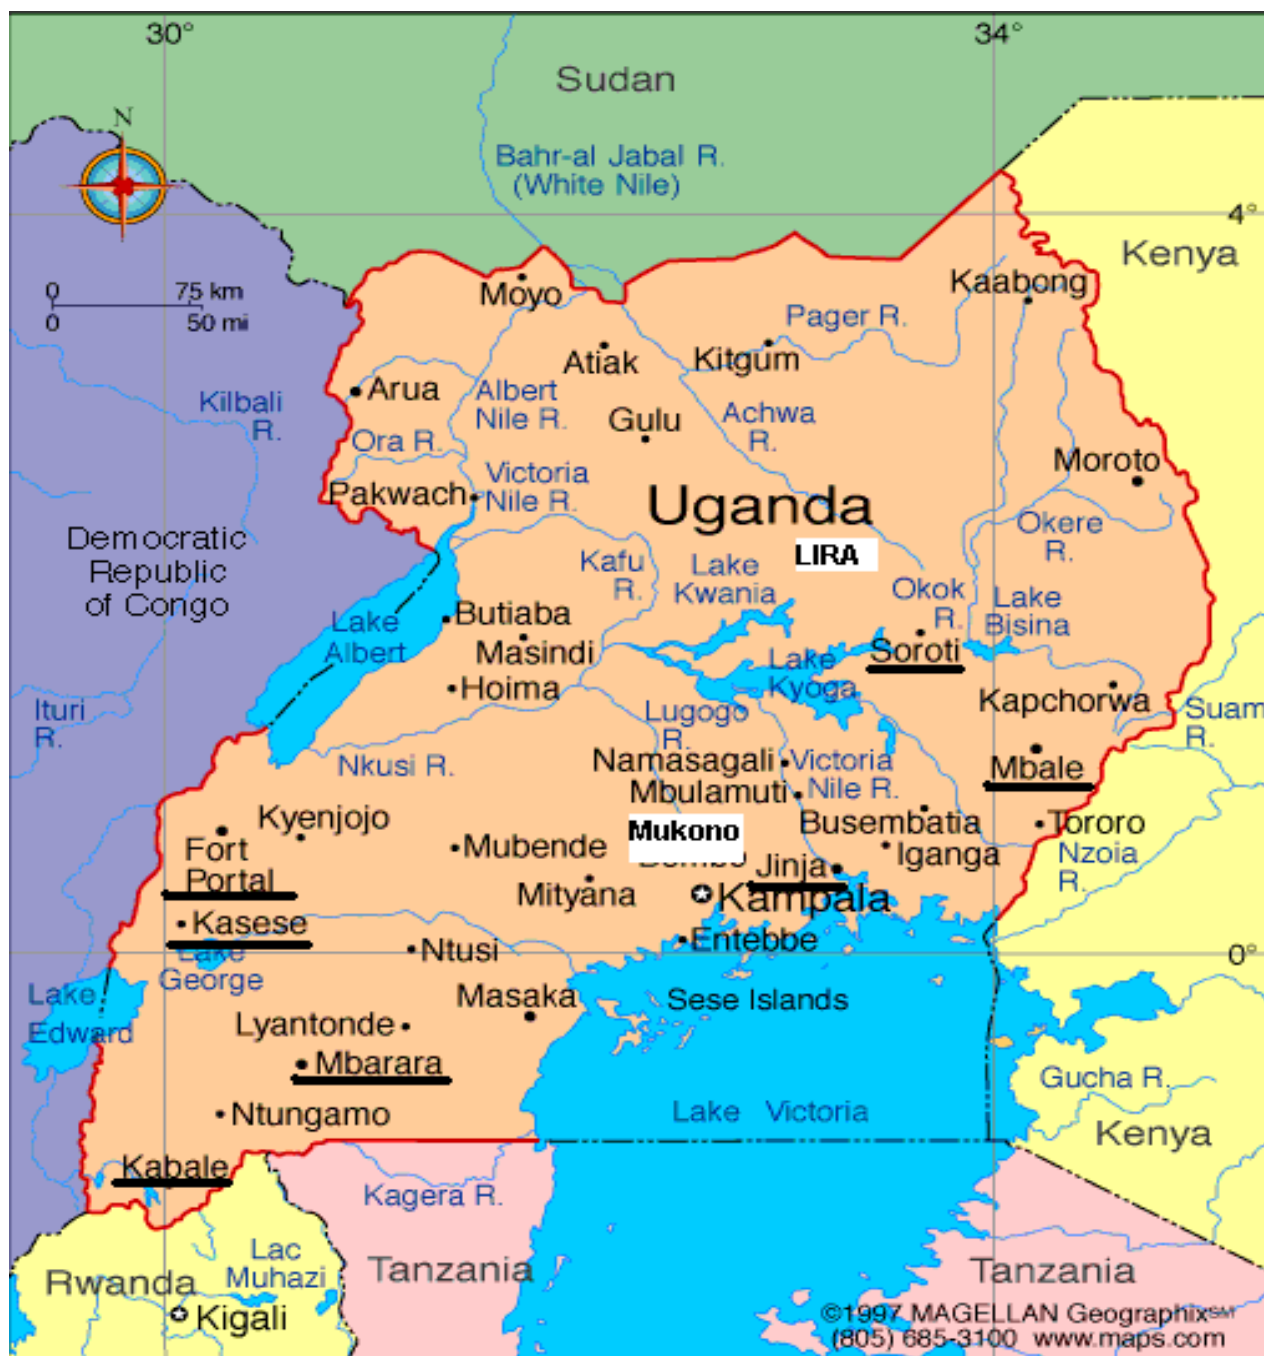 30°
34°
Sudan
N
Bahr-al Jabal R.
(White Nile)
4°
Kenya
0
75 km
0
50 mi
Moyo
Kaabong
Pager R.
Atiak
Kitgum
Arua
Albert
Nile R.
Kilbali
R.
Achwa
R.
Gulu
Ora R.
Moroto
Victoria
Nile R.
Pakwach
Uganda
Okere
R.
Democratic
Republic
of Congo
LIRA
Kafu
R.
Lake
Kwania
Okok
R.
Lake
Bisina
Butiaba
Lake
Albert
Masindi
Soroti
Lake
Kyoga
Hoima
Kapchorwa
Ituri
R.
Lugogo
R.
Suam
R.
Nkusi R.
Namasagali
Victoria
Nile R.
Mbale
Mbulamuti
Kyenjojo
Mukono
Busembatia
Tororo
Fort
Portal
Mubende
Iganga
Nzoia
R.
Jinja
Mityana
Kampala
Kasese
Entebbe
Lake
George
Ntusi
0°
Lake
Edward
Masaka
Sese Islands
Lyantonde
Mbarara
Gucha R.
Ntungamo
Lake Victoria
Kenya
Kabale
Kagera R.
Lac
Muhazi
Rwanda
Tanzania
Tanzania
Kigali
©1997 MAGELLAN Geographix℠
(805) 685-3100 www.maps.com